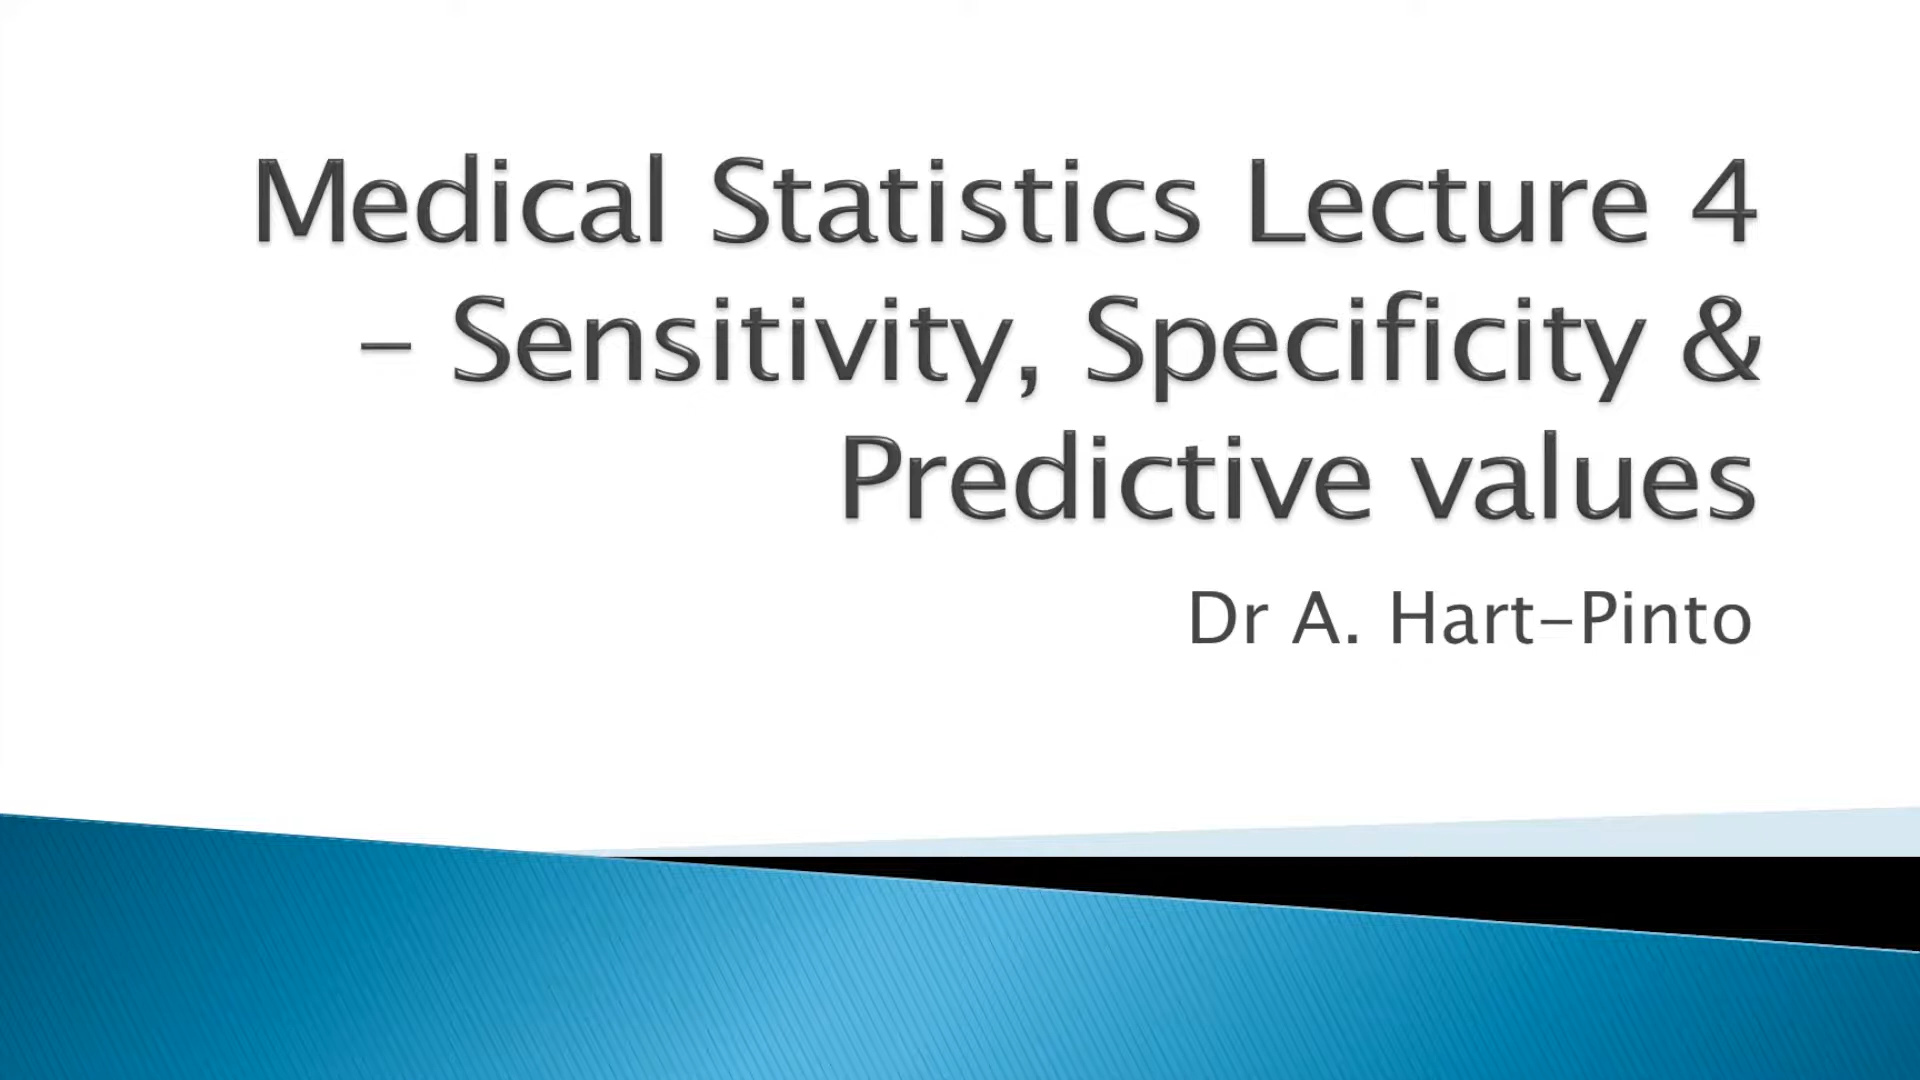 Medical Statistics Lecture 4
– Sensitivity, Specificity &
Predictive values
Dr A. Hart-Pinto